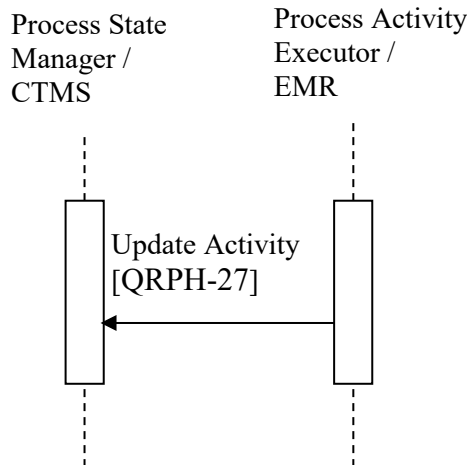 Process State
Manager /
CTMS
Process Activity
Executor /
EMR
Update Activity
[QRPH-27]